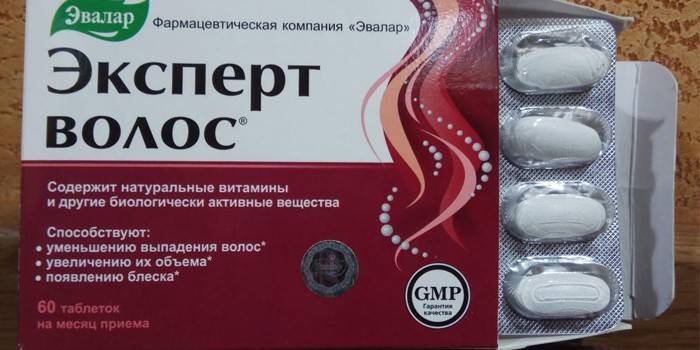 Эвалар
Фармацевтическая компания «Эвалар»
Эксперт
волос®
Содержит натуральные витамины
и другие биологически активные вещества
Способствуют:
• уменьшению выпадения волос*
• увеличению их объема*
• появлению блеска*
60 таблеток
на месяц приема
GMP
Гарантия
качества